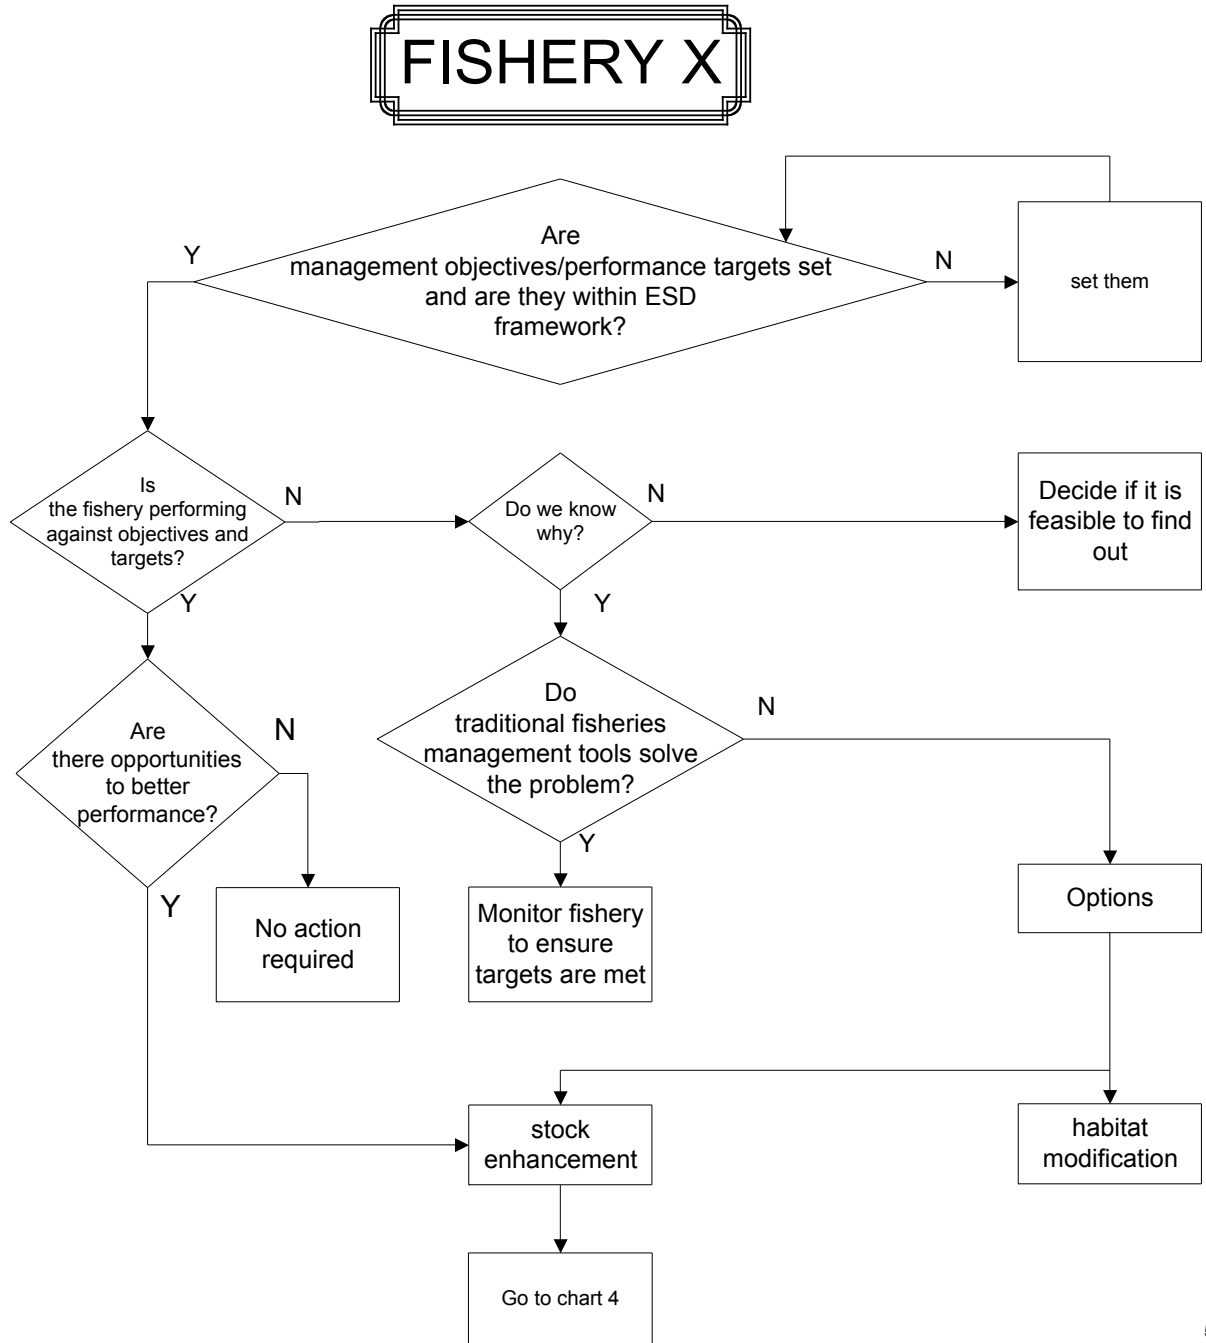 FISHERY X
Are
management objectives/performance targets set
and are they within ESD
framework?
Y
N
set them
Is
the fishery performing
against objectives and
targets?
N
Y
Do we know
why?
N
Y
Decide if it is
feasible to find
out
Are
there opportunities
to better
performance?
N
Y
Do
traditional fisheries
management tools solve
the problem?
N
Y
No action
required
Monitor fishery
to ensure
targets are met
Options
stock
enhancement
habitat
modification
Go to chart 4